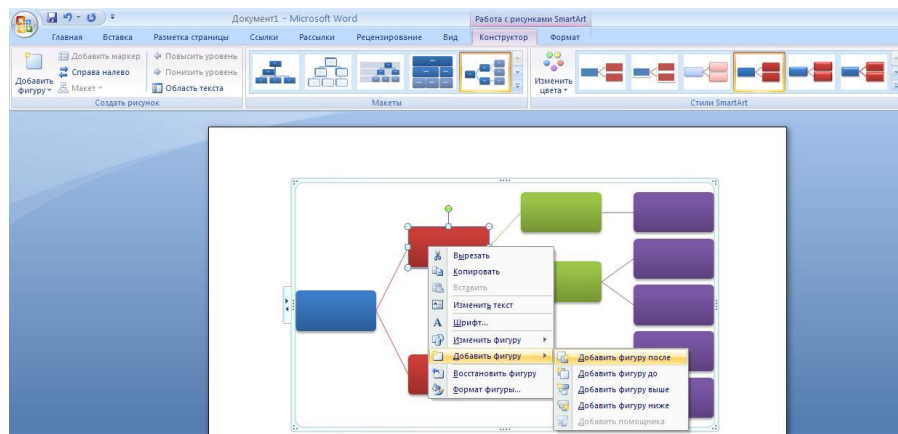 Документ1 - Microsoft Word
Работа с рисунками SmartArt
Главная Вставка Разметка страницы Ссылки Рассылки Рецензирование Вид Конструктор Формат
Добавить фигуру
Добавить маркер
Справа налево
Макет
Повысить уровень
Понизить уровень
Область текста
Создать рисунок
Макеты
Изменить цвета
Стили SmartArt
Вырезать
Копировать
Вставить
Изменить текст
Шрифт...
Изменить фигуру
Добавить фигуру
Восстановить фигуру
Формат фигуры...
Добавить фигуру после
Добавить фигуру до
Добавить фигуру выше
Добавить фигуру ниже
Добавить помощника